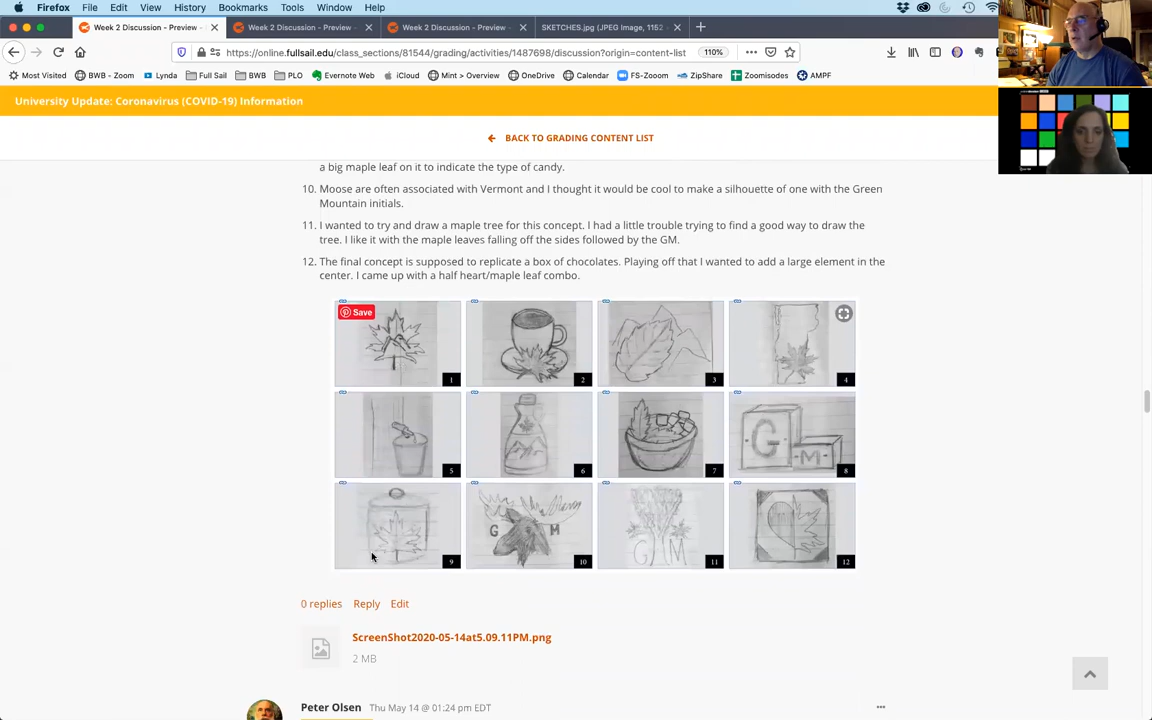 Firefox File Edit View History Bookmarks Tools Window Help
Week 2 Discussion - Preview - Week 2 Discussion - Preview - Week 2 Discussion - Preview - SKETCHES.jpg (JPEG Image, 1152
https://online.fullsail.edu/class_sections/81544/grading/activities/1487698/discussion?origin=content-list 110%
Most Visited BWB - Zoom Lynda Full Sail BWB PLO Evernote Web iCloud Mint > Overview OneDrive Calendar FS-Zooom ZipShare Zoomisodes AMPF
University Update: Coronavirus (COVID-19) Information
BACK TO GRADING CONTENT LIST
a big maple leaf on it to indicate the type of candy.
10. Moose are often associated with Vermont and I thought it would be cool to make a silhouette of one with the Green
Mountain initials.
11. I wanted to try and draw a maple tree for this concept. I had a little trouble trying to find a good way to draw the
tree. I like it with the maple leaves falling off the sides followed by the GM.
12. The final concept is supposed to replicate a box of chocolates. Playing off that I wanted to add a large element in the
center. I came up with a half heart/maple leaf combo.
Save
1 2 3 4
G M
5 6 7 8
G M G M
9 10 11 12
0 replies Reply Edit
ScreenShot2020-05-14at5.09.11PM.png
2 MB
Peter Olsen Thu May 14 @ 01:24 pm EDT